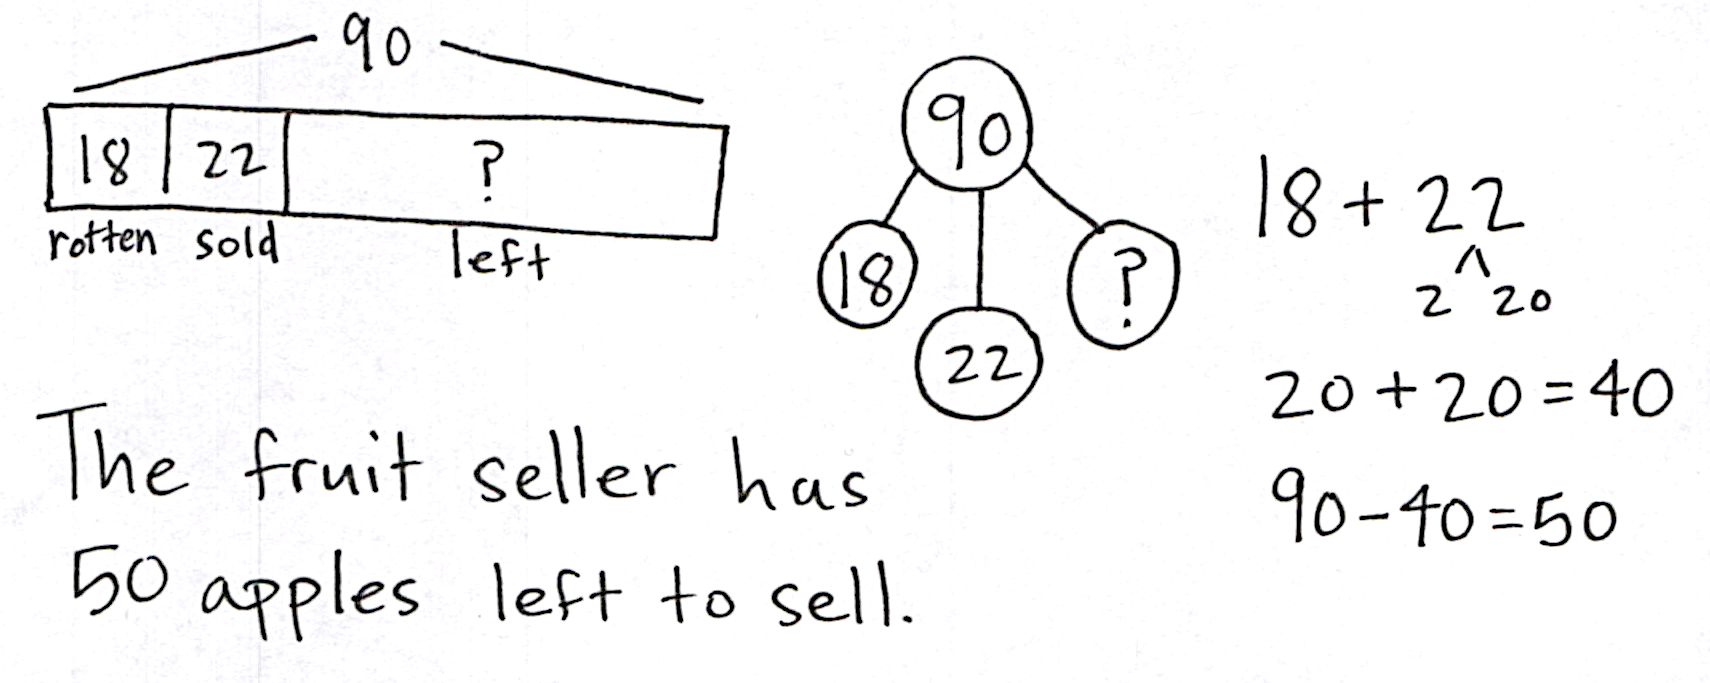 90
18 22 ?
rotten sold left
90
18 22 ?
18 + 22
2 20
20 + 20 = 40
90 - 40 = 50
The fruit seller has
50 apples left to sell.